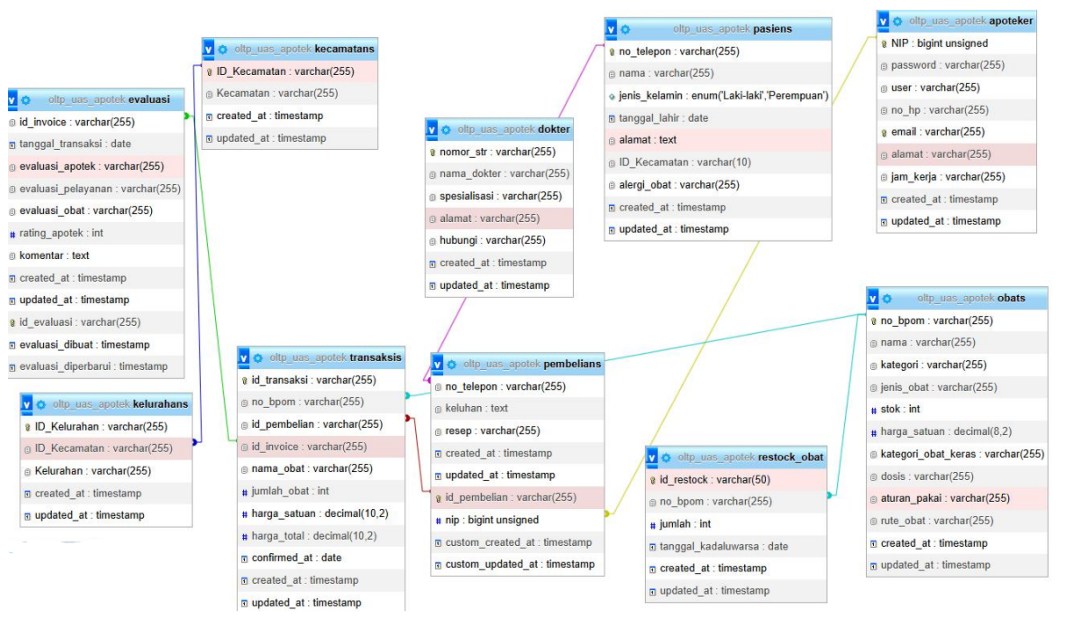 oltp_uas_apotek kecamatans
ID_Kecamatan : varchar(255)
Kecamatan : varchar(255)
created_at : timestamp
updated_at : timestamp
oltp_uas_apotek evaluasi
id_invoice : varchar(255)
tanggal_transaksi : date
evaluasi_apotek : varchar(255)
evaluasi_pelayanan : varchar(255)
evaluasi_obat : varchar(255)
rating_apotek : int
komentar : text
created_at : timestamp
updated_at : timestamp
id_evaluasi : varchar(255)
evaluasi_dibuat : timestamp
evaluasi_diperbarui : timestamp
oltp_uas_apotek kelurahans
ID_Kelurahan : varchar(255)
ID_Kecamatan : varchar(255)
Kelurahan : varchar(255)
created_at : timestamp
updated_at : timestamp
oltp_uas_apotek transaksis
id_transaksi : varchar(255)
no_bpom : varchar(255)
id_pembelian : varchar(255)
id_invoice : varchar(255)
nama_obat : varchar(255)
jumlah_obat : int
harga_satuan : decimal(10,2)
harga_total : decimal(10,2)
confirmed_at : date
created_at : timestamp
updated_at : timestamp
oltp_uas_apotek dokter
nomor_str : varchar(255)
nama_dokter : varchar(255)
spesialisasi : varchar(255)
alamat : varchar(255)
hubungi : varchar(255)
created_at : timestamp
updated_at : timestamp
oltp_uas_apotek pembelians
no_telepon : varchar(255)
keluhan : text
resep : varchar(255)
created_at : timestamp
updated_at : timestamp
id_pembelian : varchar(255)
nip : bigint unsigned
custom_created_at : timestamp
custom_updated_at : timestamp
oltp_uas_apotek pasiens
no_telepon : varchar(255)
nama : varchar(255)
jenis_kelamin : enum('Laki-laki','Perempuan')
tanggal_lahir : date
alamat : text
ID_Kecamatan : varchar(10)
alergi_obat : varchar(255)
created_at : timestamp
updated_at : timestamp
oltp_uas_apotek apoteker
NIP : bigint unsigned
password : varchar(255)
user : varchar(255)
no_hp : varchar(255)
email : varchar(255)
alamat : varchar(255)
jam_kerja : varchar(255)
created_at : timestamp
updated_at : timestamp
oltp_uas_apotek restock_obat
id_restock : varchar(50)
no_bpom : varchar(255)
jumlah : int
tanggal_kadaluwarsa : date
created_at : timestamp
updated_at : timestamp
oltp_uas_apotek obats
no_bpom : varchar(255)
nama : varchar(255)
kategori : varchar(255)
jenis_obat : varchar(255)
stok : int
harga_satuan : decimal(8,2)
kategori_obat_keras : varchar(255)
dosis : varchar(255)
aturan_pakai : varchar(255)
rute_obat : varchar(255)
created_at : timestamp
updated_at : timestamp